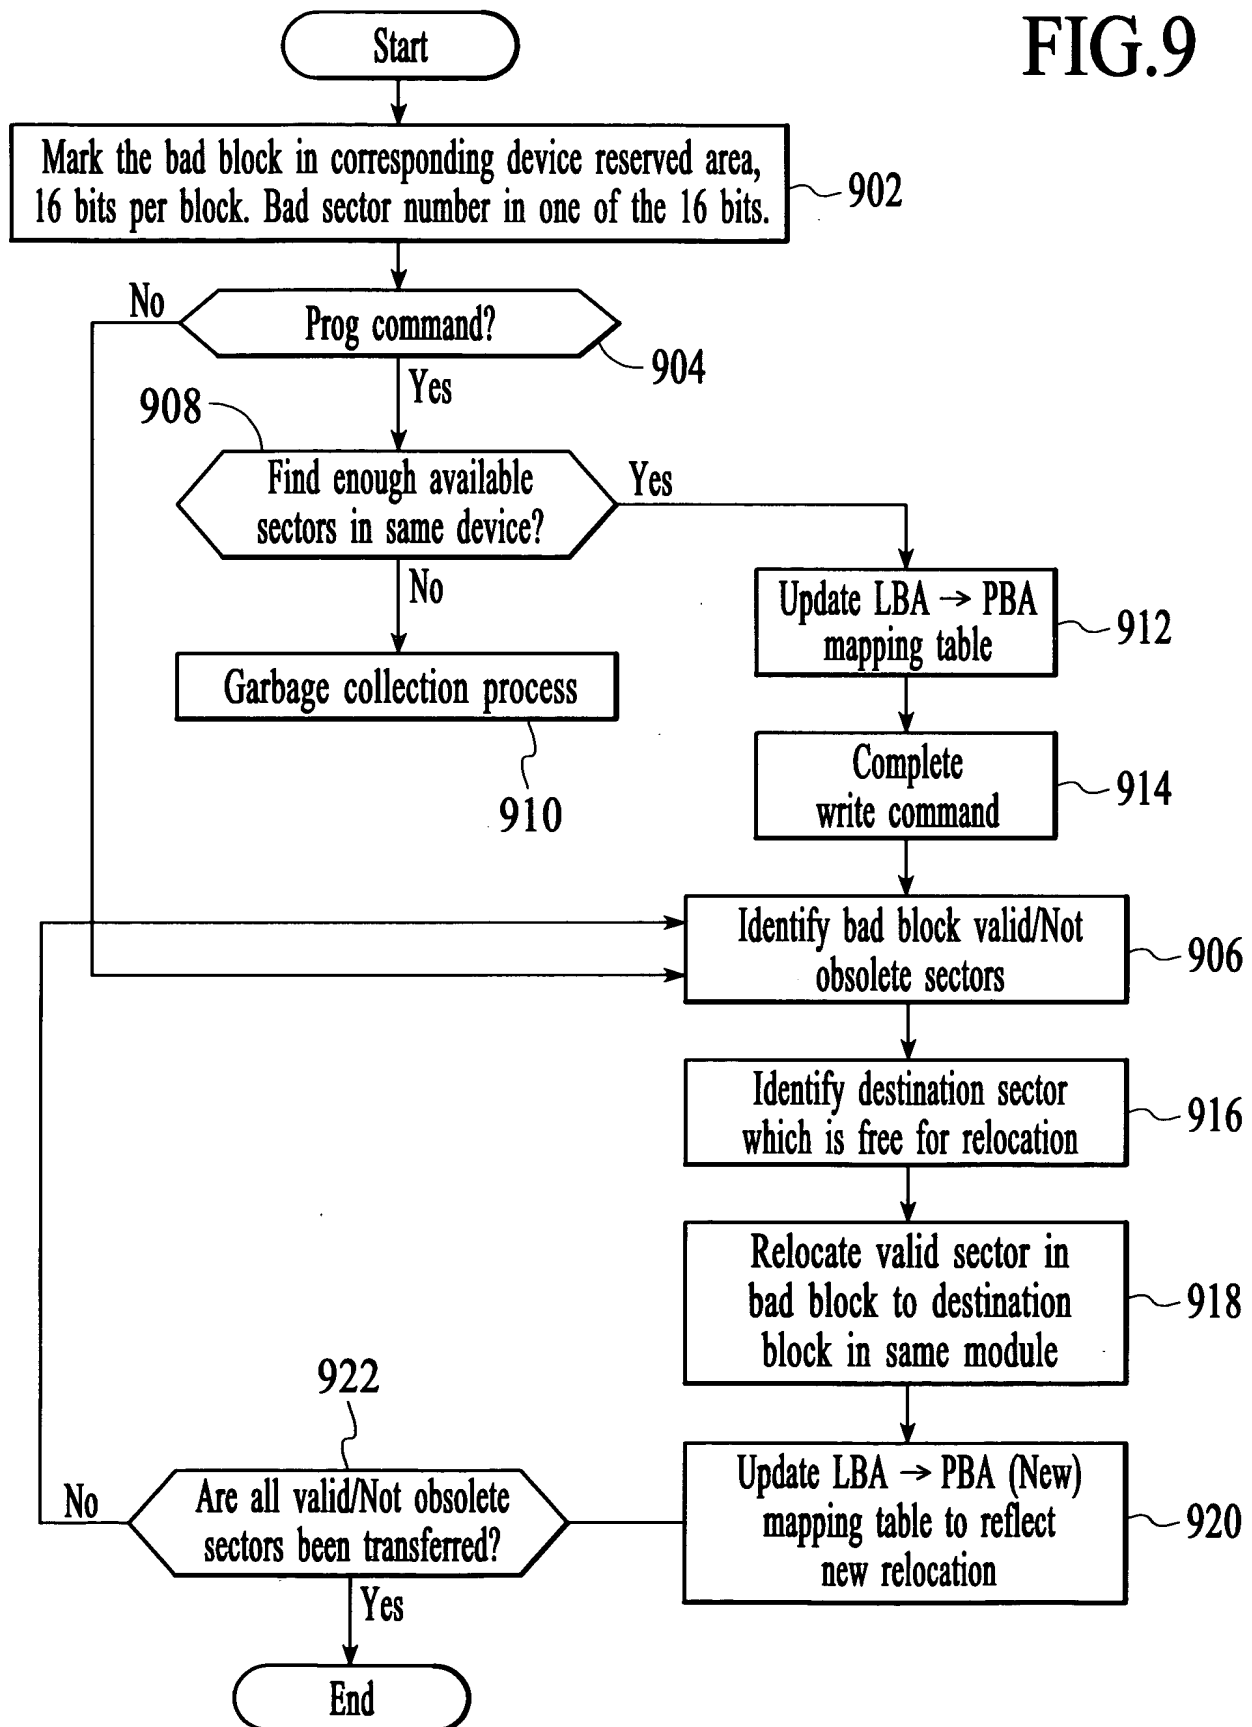 FIG.9
Start
Mark the bad block in corresponding device reserved area,
16 bits per block. Bad sector number in one of the 16 bits.
902
No
Prog command?
904
Yes
908
Find enough available
sectors in same device?
Yes
No
Update LBA → PBA
mapping table
912
Garbage collection process
910
Complete
write command
914
Identify bad block valid/Not
obsolete sectors
906
Identify destination sector
which is free for relocation
916
Relocate valid sector in
bad block to destination
block in same module
918
922
No
Are all valid/Not obsolete
sectors been transferred?
Update LBA → PBA (New)
mapping table to reflect
new relocation
920
Yes
End